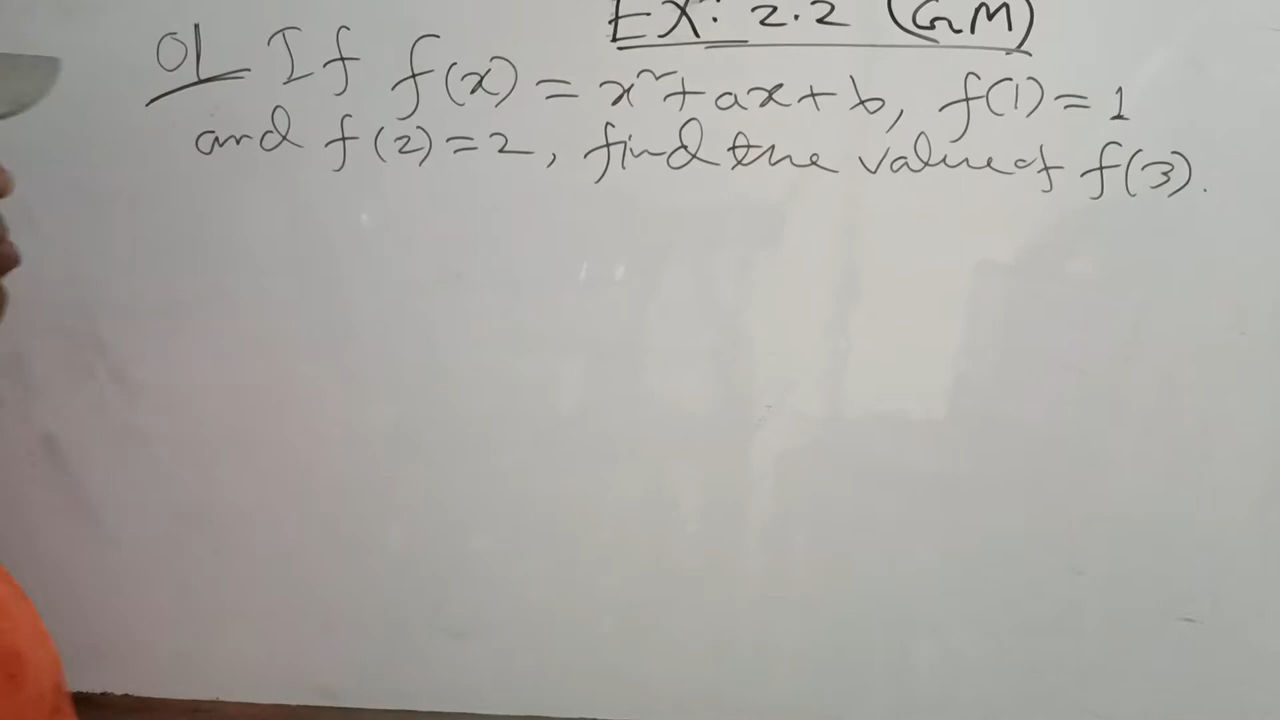 EX: 2.2 (GM)
01 If f(x) = x²+ax+b, f(1)=1
and f(2)=2, find the value of f(3).